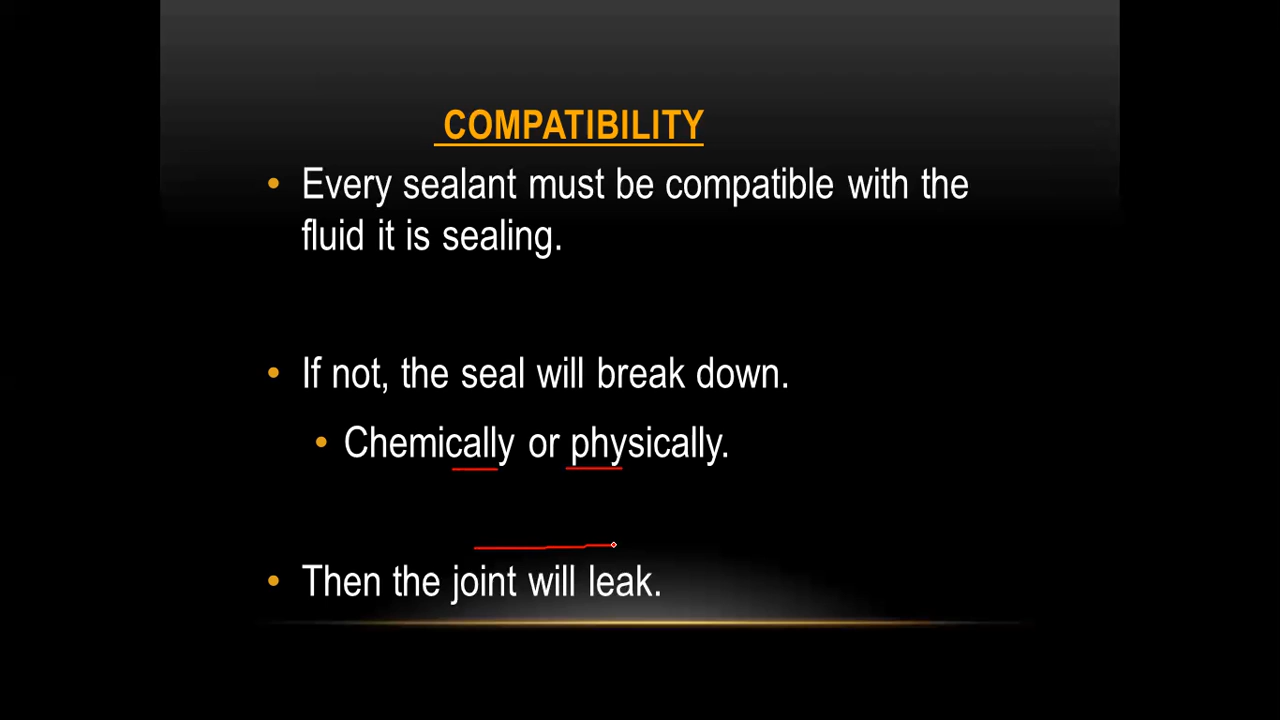 COMPATIBILITY
• Every sealant must be compatible with the
fluid it is sealing.
• If not, the seal will break down.
• Chemically or physically.
• Then the joint will leak.